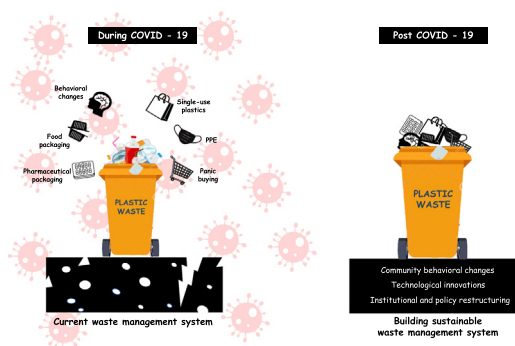 During COVID - 19
Behavioral
changes
Single-use
plastics
Food
packaging
PPE
Pharmaceutical
packaging
Panic
buying
PLASTIC
WASTE
Current waste management system
Post COVID - 19
PLASTIC
WASTE
Community behavioral changes
Technological innovations
Institutional and policy restructuring
Building sustainable
waste management system